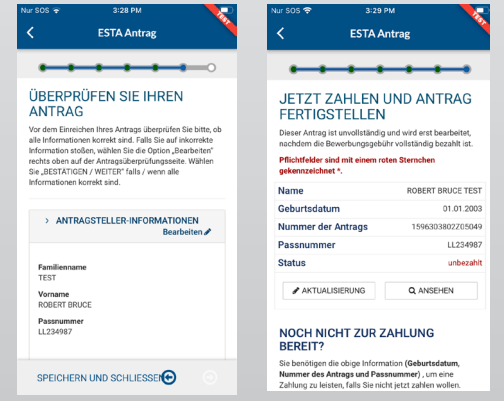 Nur SOS 3:28 PM
TEST
ESTA Antrag
ÜBERPRÜFEN SIE IHREN
ANTRAG
Vor dem Einreichen Ihres Antrags überprüfen Sie bitte, ob
alle Informationen korrekt sind. Falls Sie auf inkorrekte
Information stoßen, wählen Sie die Option „Bearbeiten"
rechts oben auf der Antragsüberprüfungsseite. Wählen
Sie „BESTÄTIGEN / WEITER" falls / wenn alle
Informationen korrekt sind.
ANTRAGSTELLER-INFORMATIONEN
Bearbeiten
Familienname
TEST
Vorname
ROBERT BRUCE
Passnummer
LL234987
SPEICHERN UND SCHLIESSEN
Nur SOS 3:29 PM
TEST
ESTA Antrag
JETZT ZAHLEN UND ANTRAG
FERTIGSTELLEN
Dieser Antrag ist unvollständig und wird erst bearbeitet,
nachdem die Bewerbungsgebühr vollständig bezahlt ist.
Pflichtfelder sind mit einem roten Sternchen
gekennzeichnet *.
Name ROBERT BRUCE TEST
Geburtsdatum 01.01.2003
Nummer der Antrags 1596303802Z05049
Passnummer LL234987
Status unbezahlt
AKTUALISIERUNG ANSEHEN
NOCH NICHT ZUR ZAHLUNG
BEREIT?
Sie benötigen die obige Information (Geburtsdatum,
Nummer des Antrags and Passnummer) , um eine
Zahlung zu leisten, falls Sie nicht jetzt zahlen wollen.